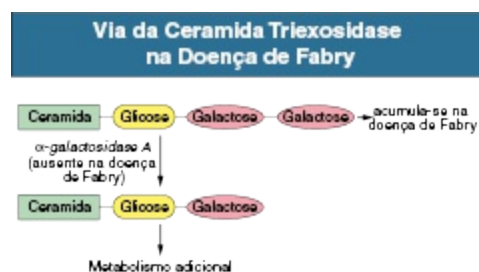 Via da Ceramida Triexosidase
na Doença de Fabry
Ceramida Glicose Galactose Galactose acumula-se na
doença de Fabry
α-galactosidase A
(ausente na doença
de Fabry)
Ceramida Glicose Galactose
Metabolismo adicional